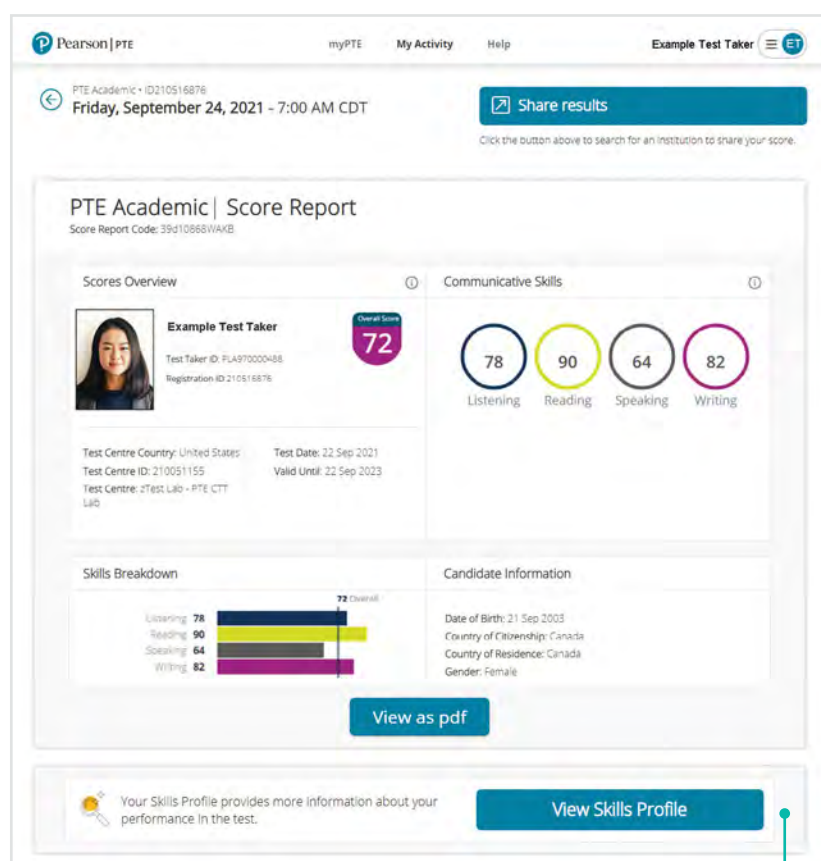 Pearson | PTE
myPTE
My Activity
Help
Example Test Taker
ET
PTE Academic • ID210516876
Friday, September 24, 2021 - 7:00 AM CDT
Share results
Click the button above to search for an institution to share your score.
PTE Academic | Score Report
Score Report Code: 39d10868WAKB
Scores Overview
Example Test Taker
Test Taker ID: PLA970000488
Registration ID 210516876
Overall Score
72
Test Centre Country: United States
Test Centre ID: 210051155
Test Centre: zTest Lab - PTE CTT
Lab
Test Date: 22 Sep 2021
Valid Until: 22 Sep 2023
Communicative Skills
78
Listening
90
Reading
64
Speaking
82
Writing
Skills Breakdown
72 Overall
Listening 78
Reading 90
Speaking 64
Writing 82
Candidate Information
Date of Birth: 21 Sep 2003
Country of Citizenship: Canada
Country of Residence: Canada
Gender: Female
View as pdf
Your Skills Profile provides more information about your
performance in the test.
View Skills Profile